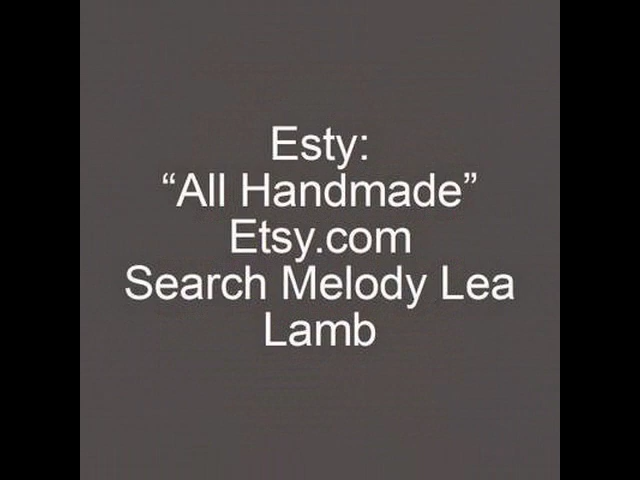 Esty:
“All Handmade”
Etsy.com
Search Melody Lea
Lamb